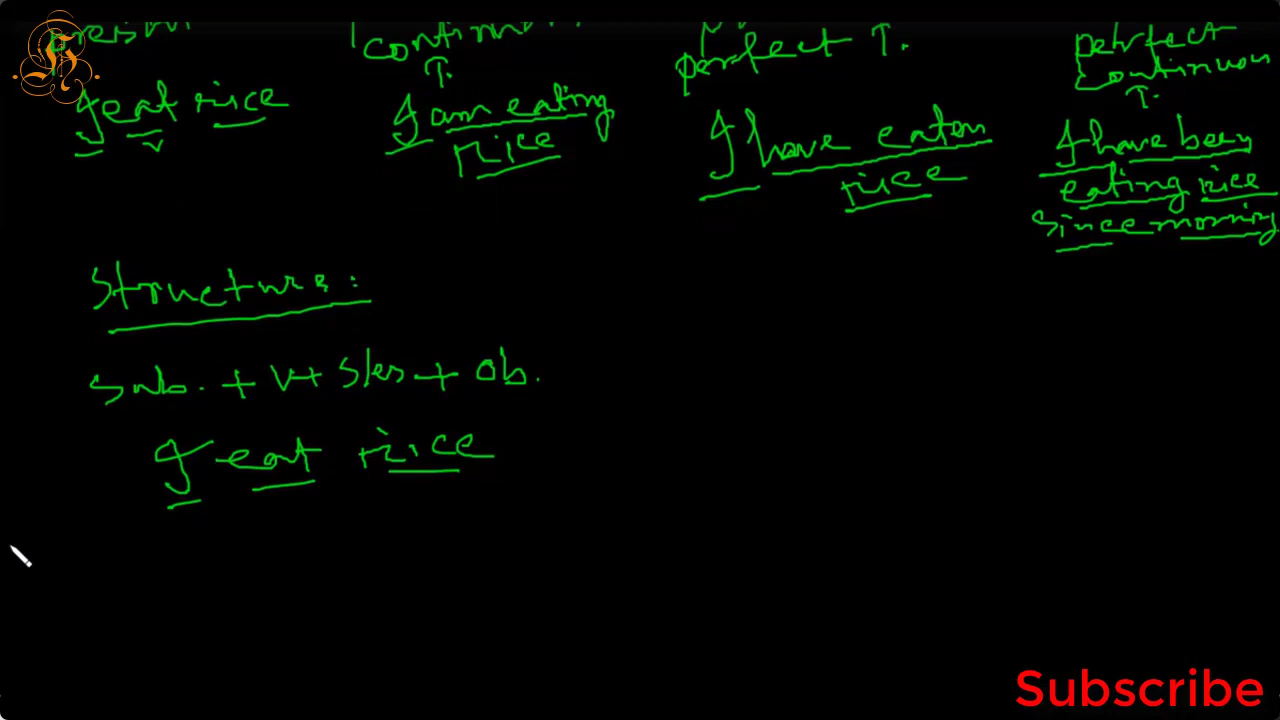 present
continuous
T.
perfect T.
petrfect
continuous
T.
I eat rice
v
I am eating
rice
I have eaten
rice
I have been
eating rice
since morning
Structure:
sub. + v + s/es + ob.
I eat rice
Subscribe